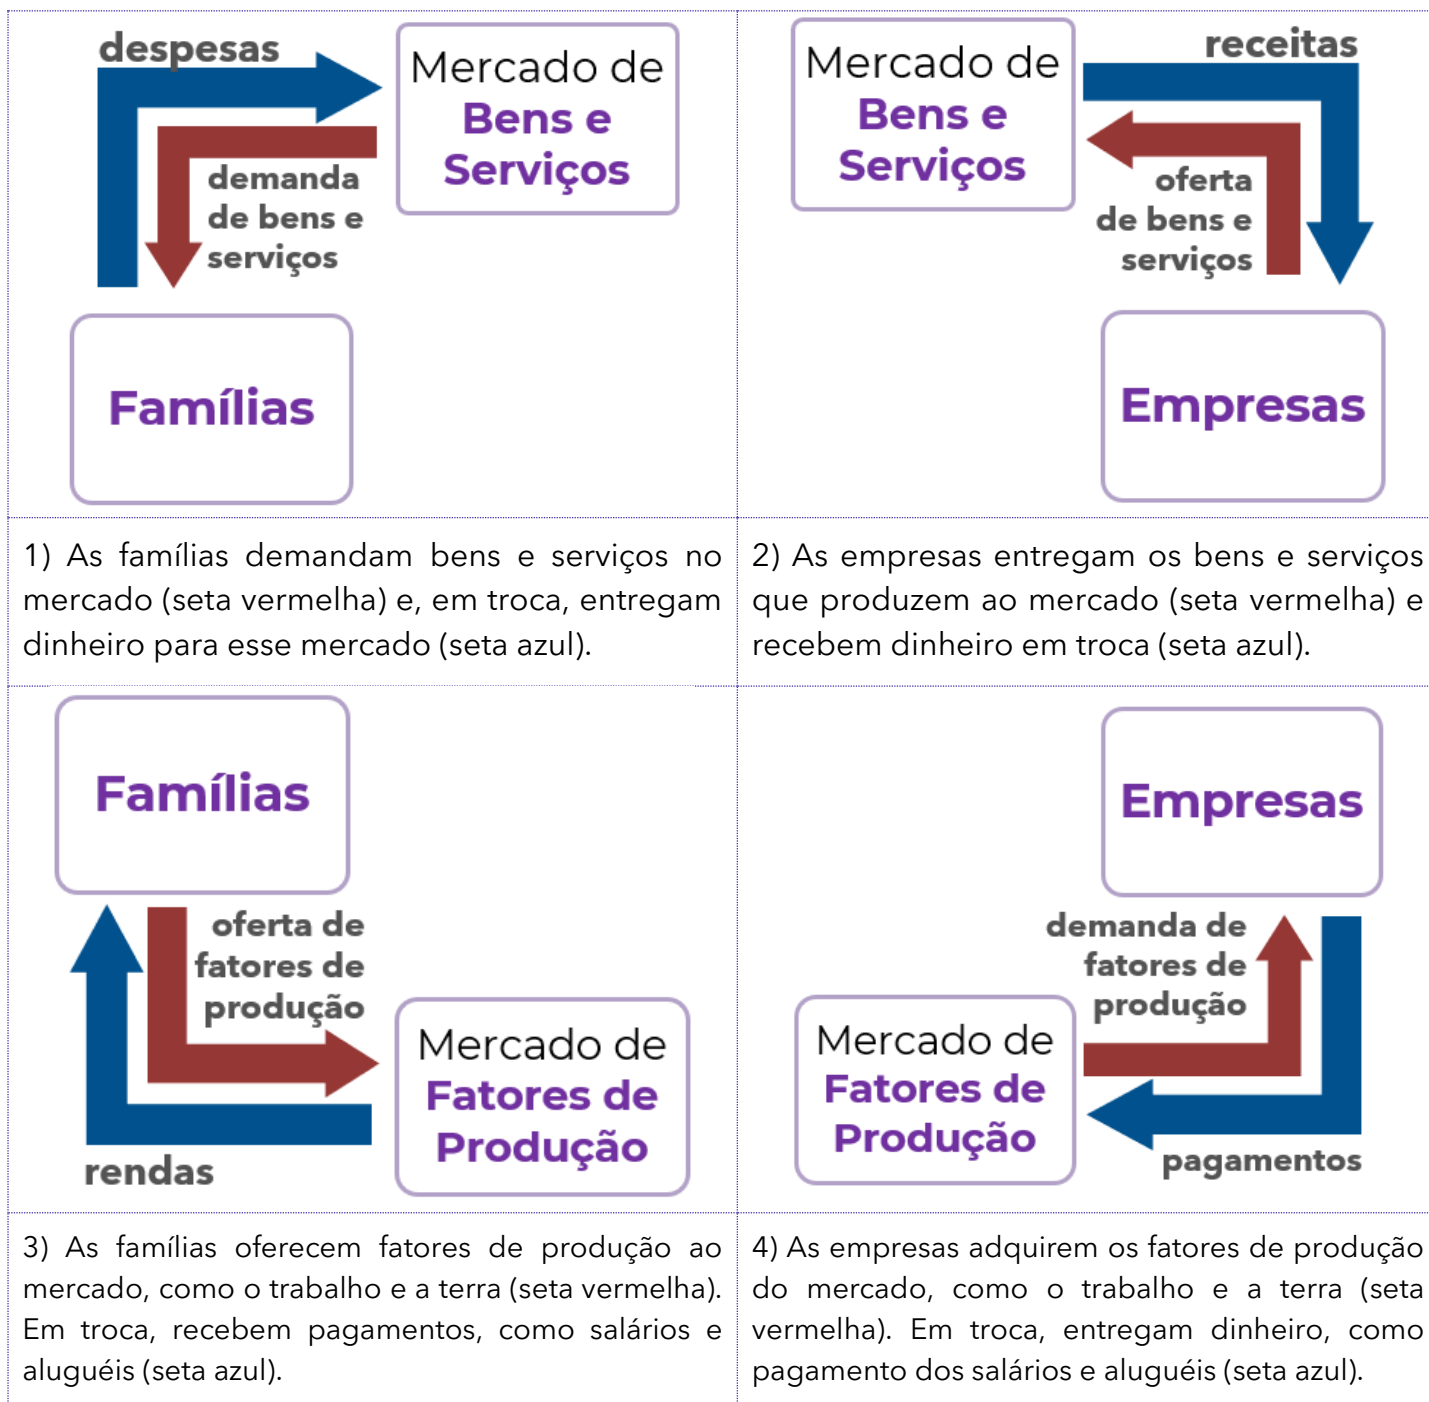 despesas
Mercado de
Bens e
Serviços
demanda
de bens e
serviços
Famílias
Mercado de
Bens e
Serviços
receitas
oferta
de bens e
serviços
Empresas
1) As famílias demandam bens e serviços no
mercado (seta vermelha) e, em troca, entregam
dinheiro para esse mercado (seta azul).
2) As empresas entregam os bens e serviços
que produzem ao mercado (seta vermelha) e
recebem dinheiro em troca (seta azul).
Famílias
oferta de
fatores de
produção
Mercado de
Fatores de
Produção
rendas
Empresas
demanda de
fatores de
produção
Mercado de
Fatores de
Produção
pagamentos
3) As famílias oferecem fatores de produção ao
mercado, como o trabalho e a terra (seta vermelha).
Em troca, recebem pagamentos, como salários e
aluguéis (seta azul).
4) As empresas adquirem os fatores de produção
do mercado, como o trabalho e a terra (seta
vermelha). Em troca, entregam dinheiro, como
pagamento dos salários e aluguéis (seta azul).